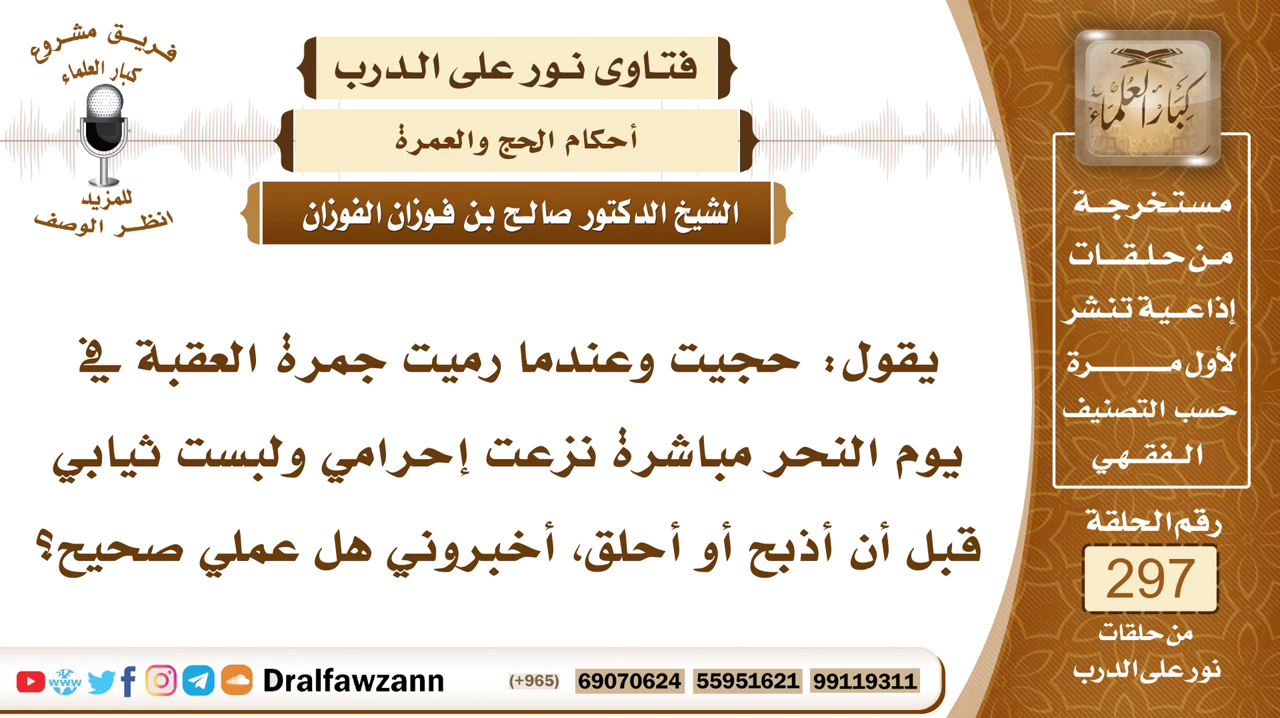 فريق مشروع
كبار العلماء
للمزيد
انظر الوصف
فتاوى نور على الدرب
أحكام الحج والعمرة
الشيخ الدكتور صالح بن فوزان الفوزان
يقول: حجيت وعندما رميت جمرة العقبة في
يوم النحر مباشرة نزعت إحرامي ولبست ثيابي
قبل أن أذبح أو أحلق، أخبروني هل عملي صحيح؟
كبار العلماء
مستخرجة
من حلقات
إذاعية تنشر
لأول مرة
حسب التصنيف
الفقهي
رقم الحلقة
297
من حلقات
نور على الدرب
www
Dralfawzann
(+965) 69070624 55951621 99119311